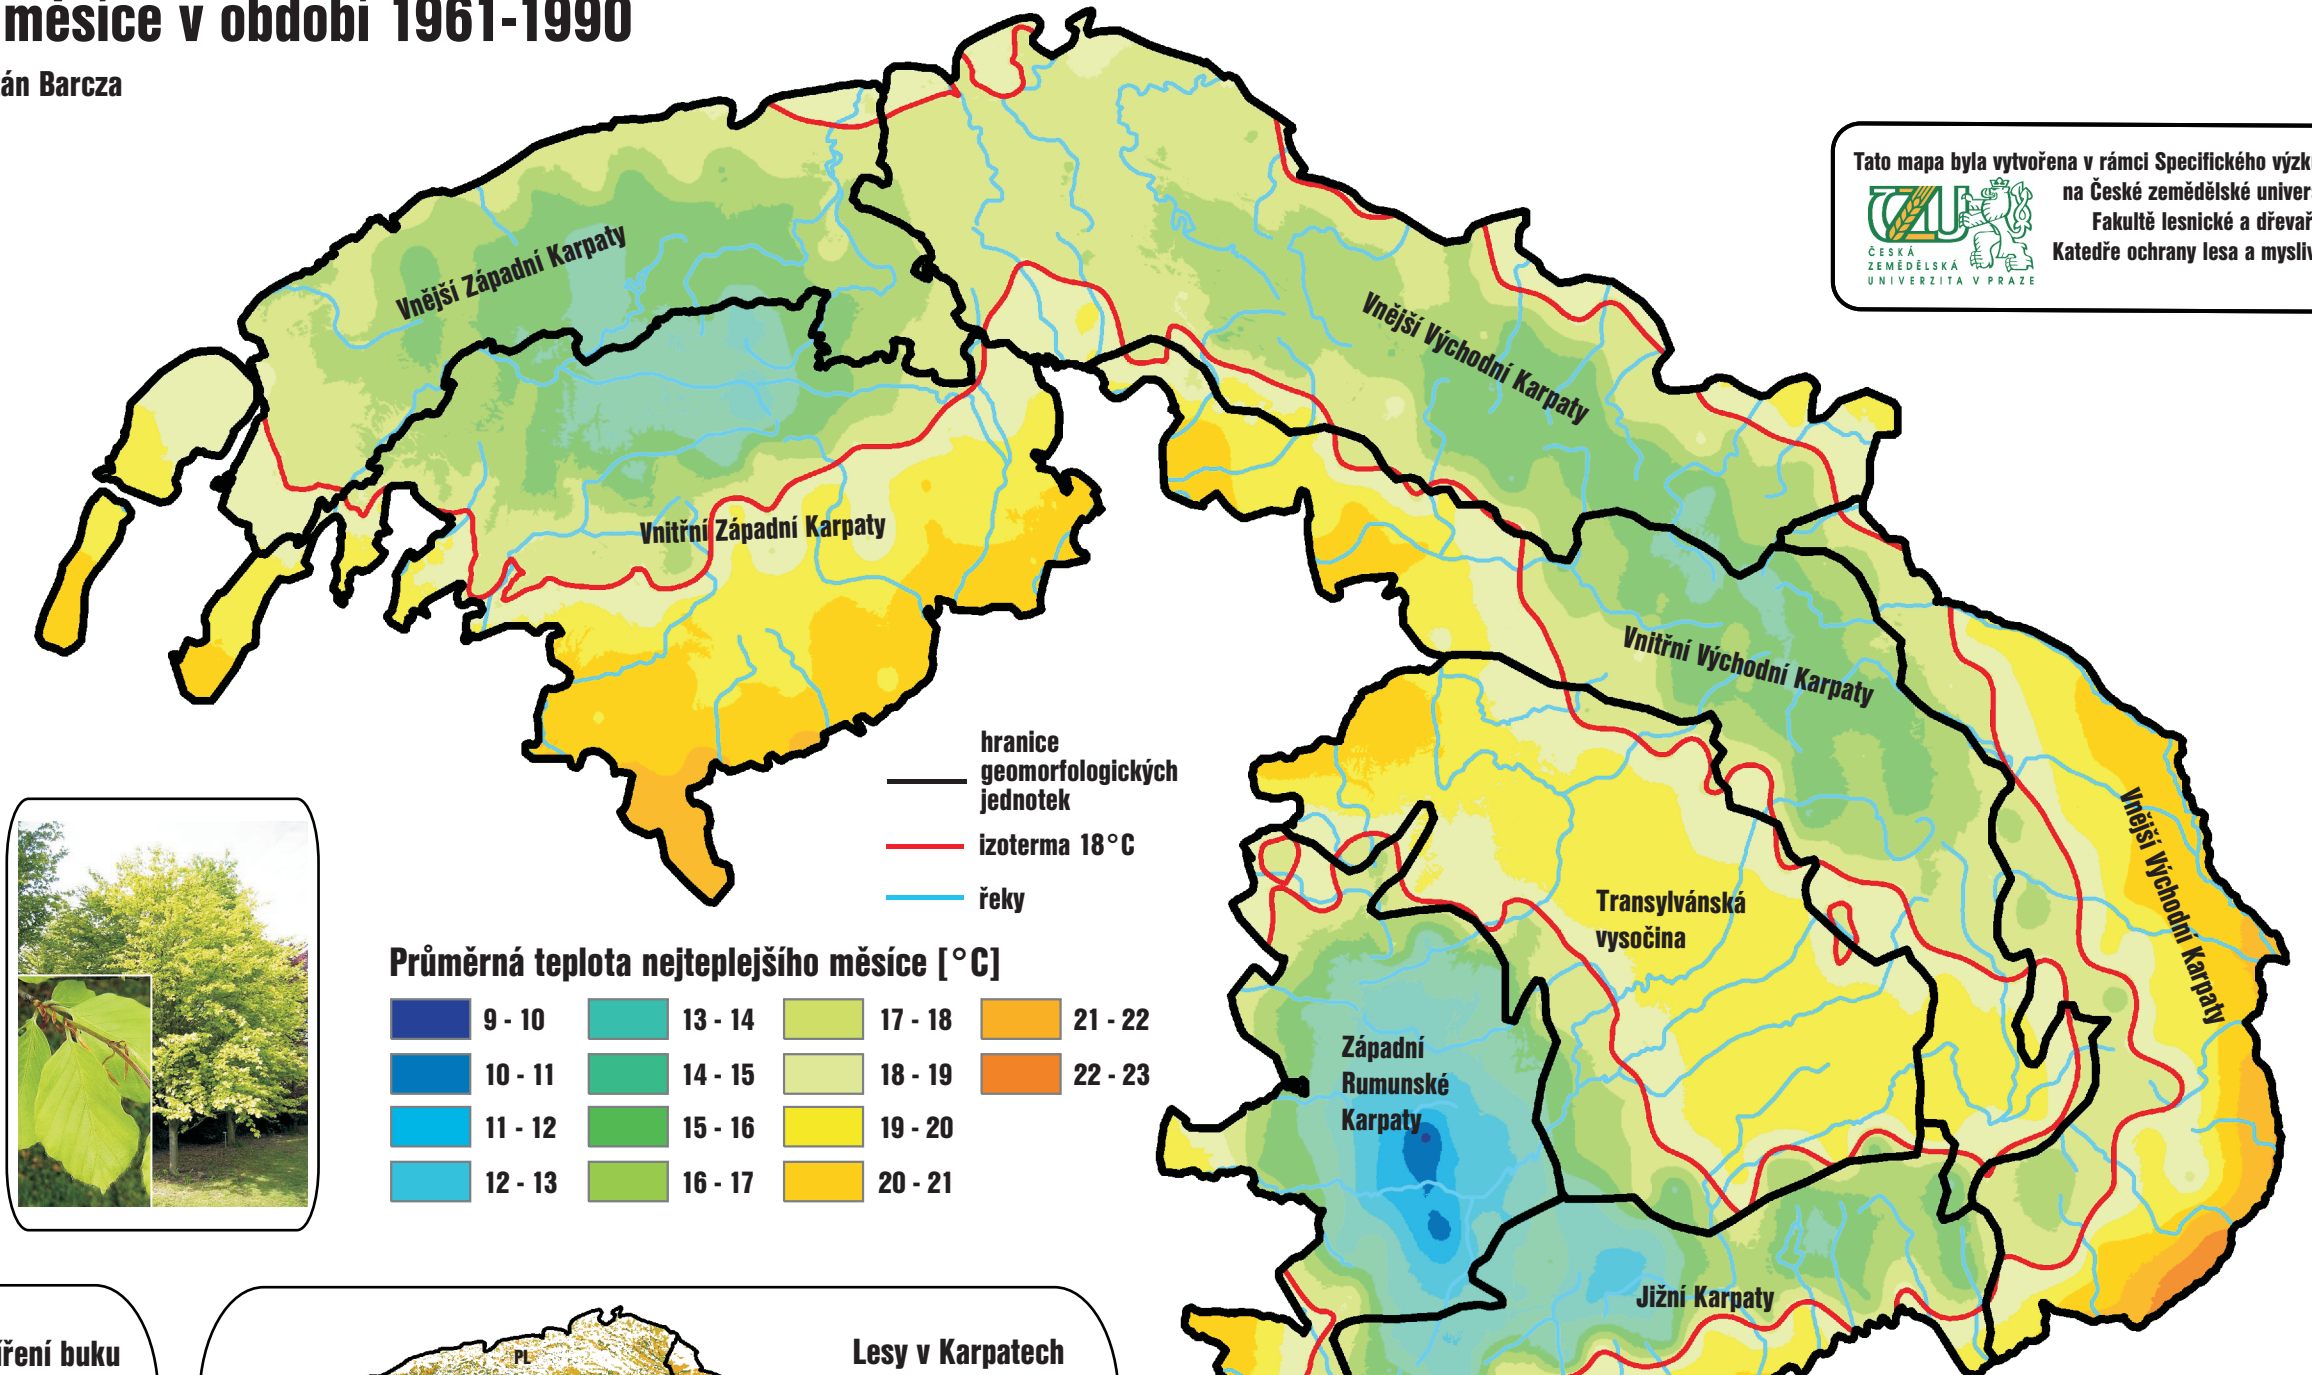 měsíce v období 1961-1990
án Barcza
Tato mapa byla vytvořena v rámci Specifického výzk
na České zemědělské univer
Fakultě lesnické a dřevař
Katedře ochrany lesa a mysliv
ČZU
ČESKÁ
ZEMĚDĚLSKÁ
UNIVERZITA V PRAZE
Vnější Západní Karpaty
Vnější Východní Karpaty
Vnitřní Západní Karpaty
Vnitřní Východní Karpaty
Vnější Východní Karpaty
Transylvánská
vysočina
Západní
Rumunské
Karpaty
Jižní Karpaty
hranice
geomorfologických
jednotek
izoterma 18°C
řeky
Průměrná teplota nejteplejšího měsíce [°C]
9 - 10
10 - 11
11 - 12
12 - 13
13 - 14
14 - 15
15 - 16
16 - 17
17 - 18
18 - 19
19 - 20
20 - 21
21 - 22
22 - 23
íření buku
PL
Lesy v Karpatech